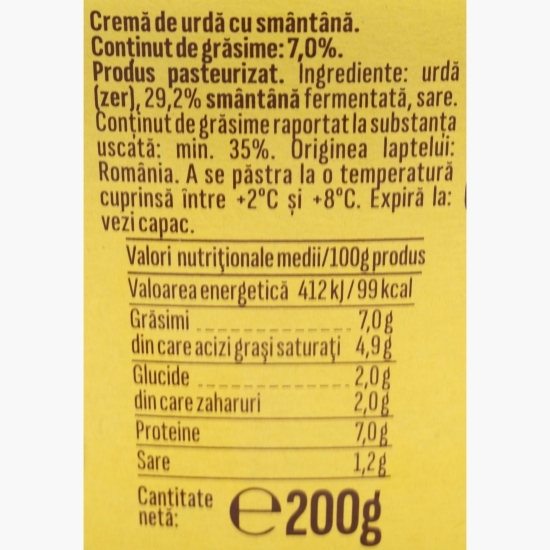 Cremă de urdă cu smântână.
Conținut de grăsime: 7,0%.
Produs pasteurizat. Ingrediente: urdă
(zer), 29,2% smântână fermentată, sare.
Conținut de grăsime raportat la substanța
uscată: min. 35%. Originea laptelui:
România. A se păstra la o temperatură
cuprinsă între +2°C și +8°C. Expiră la:
vezi capac.
Valori nutriționale medii/100g produs
Valoarea energetică 412 kJ/99 kcal
Grăsimi 7,0g
din care acizi grași saturați 4,9g
Glucide 2,0g
din care zaharuri 2,0g
Proteine 7,0g
Sare 1,2g
Cantitate
netă: ℮200g